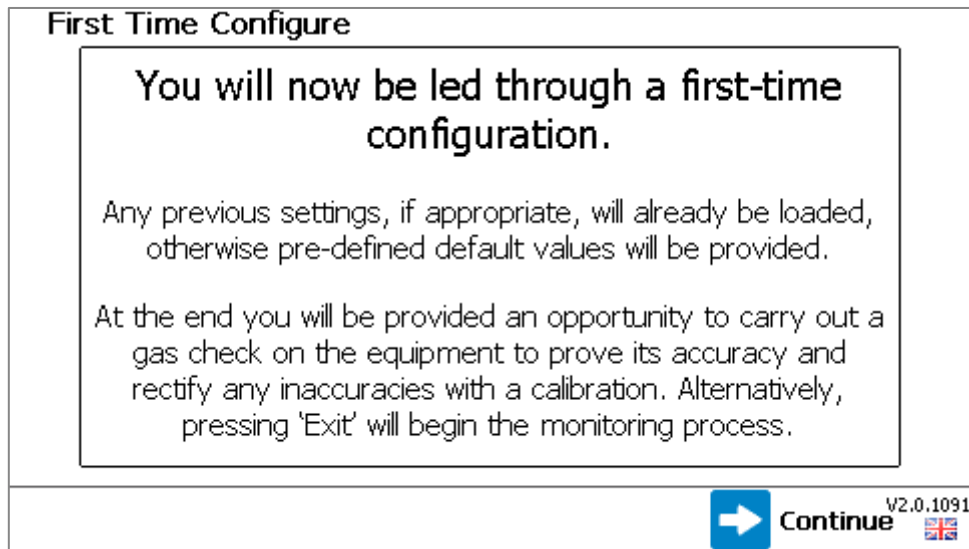 First Time Configure
You will now be led through a first-time
configuration.
Any previous settings, if appropriate, will already be loaded,
otherwise pre-defined default values will be provided.
At the end you will be provided an opportunity to carry out a
gas check on the equipment to prove its accuracy and
rectify any inaccuracies with a calibration. Alternatively,
pressing 'Exit' will begin the monitoring process.
Continue
V2.0.1091